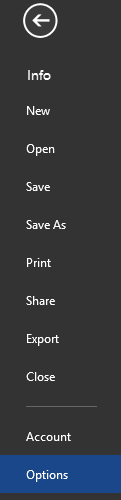 Info
New
Open
Save
Save As
Print
Share
Export
Close
Account
Options